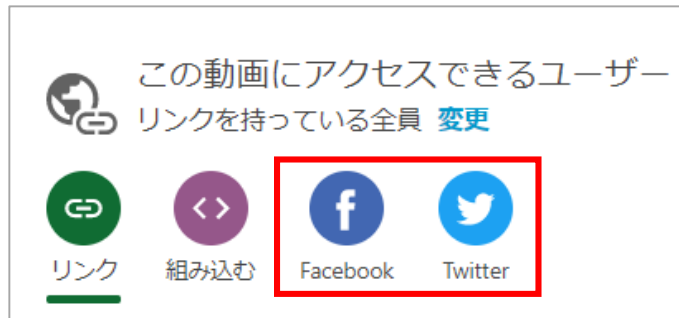 この動画にアクセスできるユーザー
リンクを持っている全員 変更
リンク 組み込む Facebook Twitter